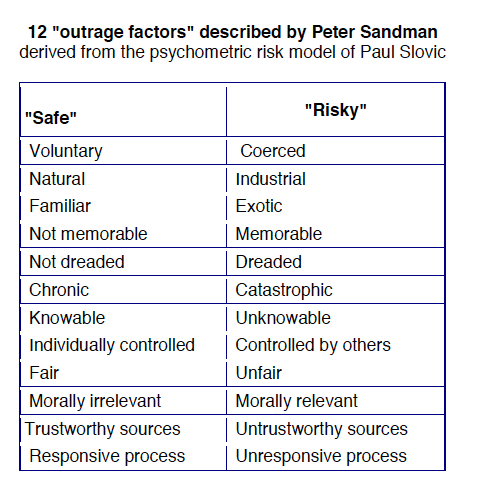 12 "outrage factors" described by Peter Sandman
derived from the psychometric risk model of Paul Slovic
"Safe" "Risky"
Voluntary Coerced
Natural Industrial
Familiar Exotic
Not memorable Memorable
Not dreaded Dreaded
Chronic Catastrophic
Knowable Unknowable
Individually controlled Controlled by others
Fair Unfair
Morally irrelevant Morally relevant
Trustworthy sources Untrustworthy sources
Responsive process Unresponsive process